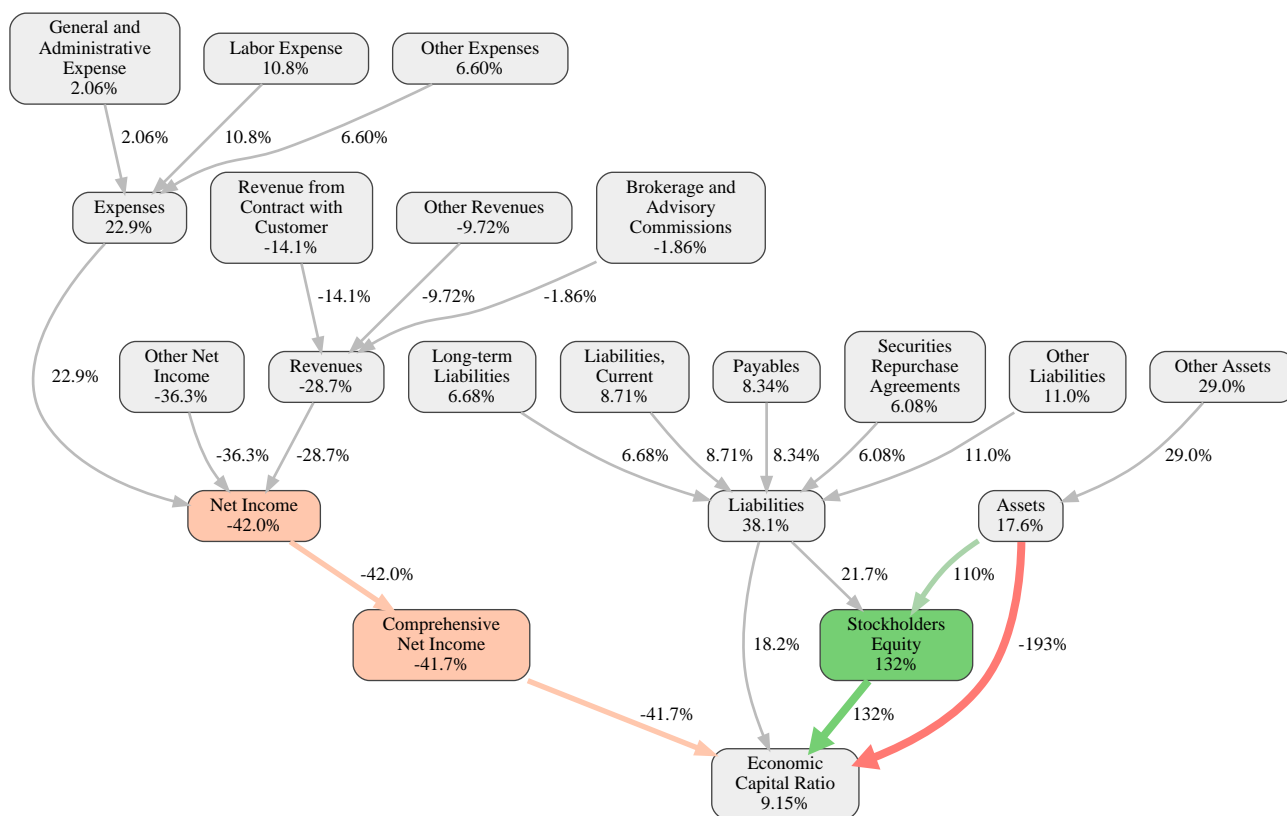 General and
Administrative
Expense
2.06%
Labor Expense
10.8%
Other Expenses
6.60%
2.06%
10.8%
6.60%
Expenses
22.9%
Revenue from
Contract with
Customer
-14.1%
Other Revenues
-9.72%
Brokerage and
Advisory
Commissions
-1.86%
-14.1%
-9.72%
-1.86%
22.9%
Other Net
Income
-36.3%
Revenues
-28.7%
Long-term
Liabilities
6.68%
Liabilities,
Current
8.71%
Payables
8.34%
Securities
Repurchase
Agreements
6.08%
Other
Liabilities
11.0%
Other Assets
29.0%
-36.3%
-28.7%
6.68%
8.71%
8.34%
6.08%
11.0%
29.0%
Net Income
-42.0%
Liabilities
38.1%
Assets
17.6%
-42.0%
21.7%
110%
Comprehensive
Net Income
-41.7%
18.2%
Stockholders
Equity
132%
-193%
-41.7%
132%
Economic
Capital Ratio
9.15%